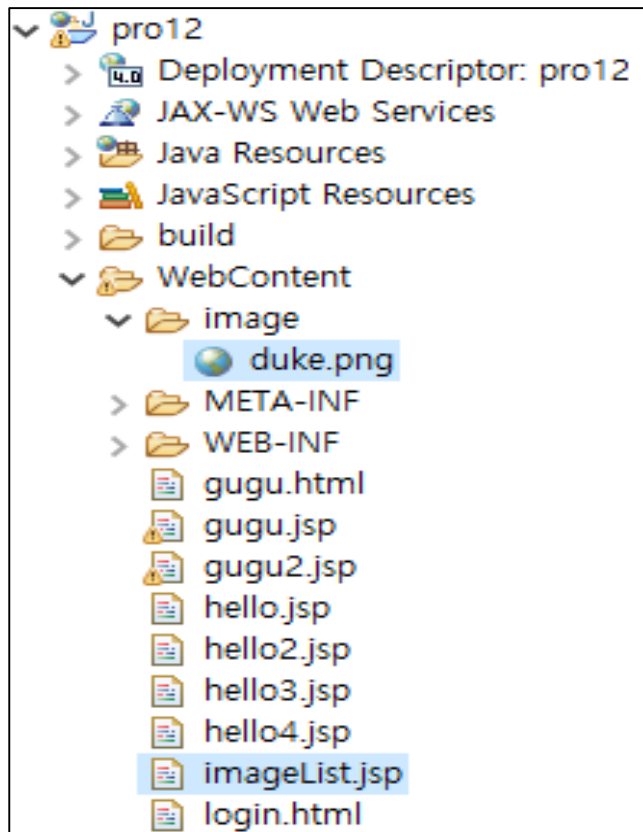 pro12
4.0 Deployment Descriptor: pro12
JAX-WS Web Services
Java Resources
JavaScript Resources
build
WebContent
image
duke.png
META-INF
WEB-INF
gugu.html
gugu.jsp
gugu2.jsp
hello.jsp
hello2.jsp
hello3.jsp
hello4.jsp
imageList.jsp
login.html